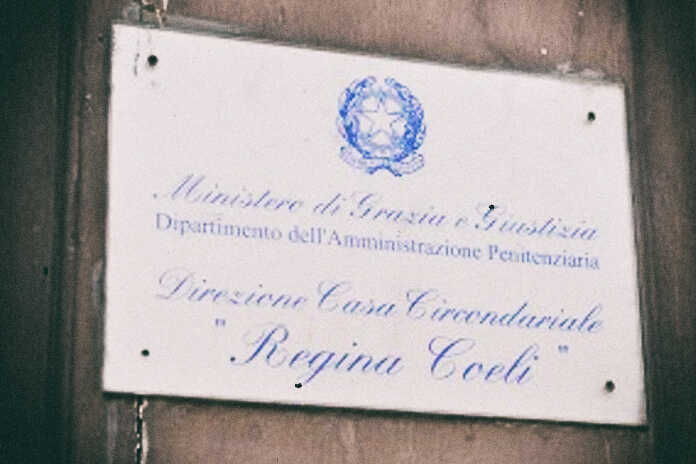 Ministero di Grazia e Giustizia
Dipartimento dell'Amministrazione Penitenziaria
Direzione Casa Circondariale
"Regina Coeli"